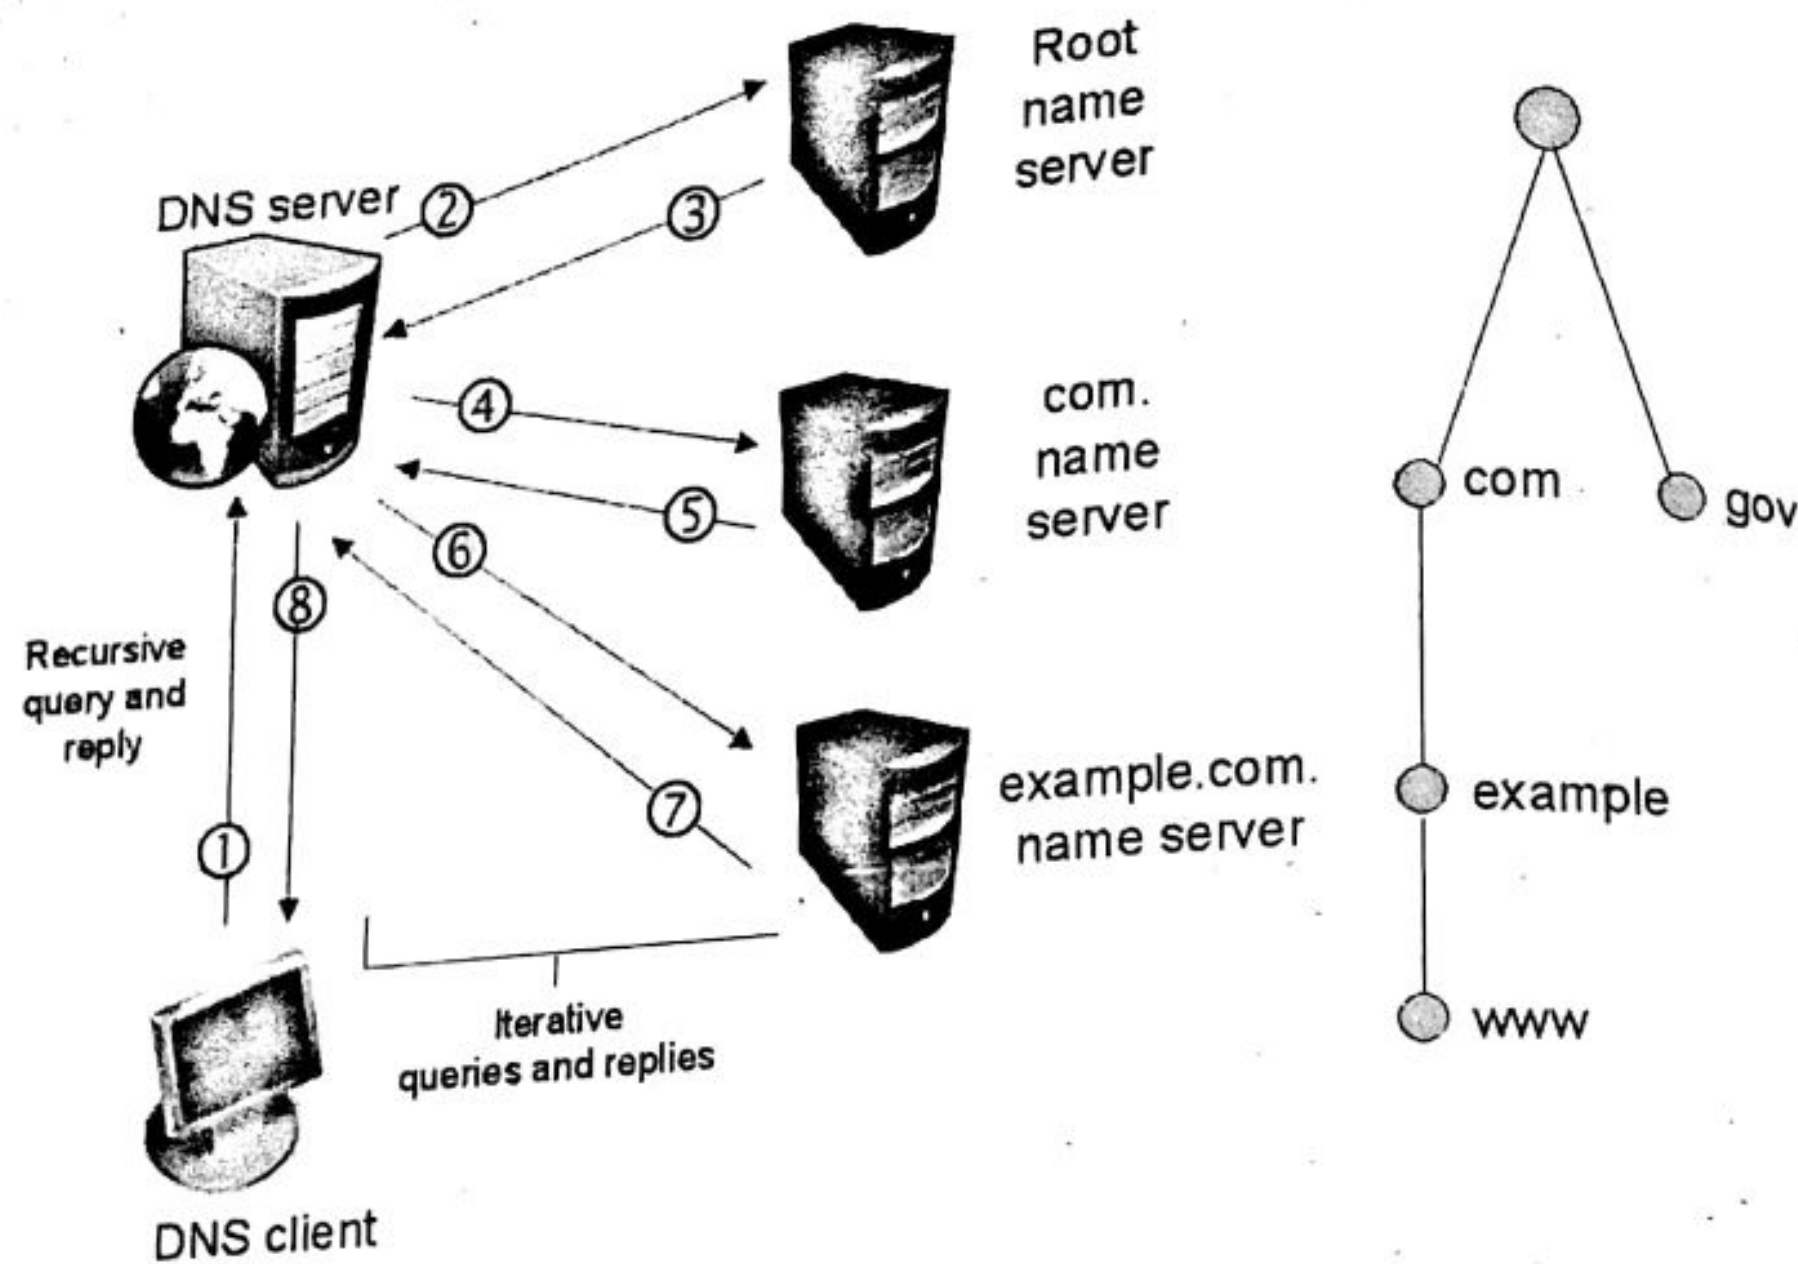 DNS server
②
③
Root
name
server
④
⑤
com.
name
server
⑥
⑦
example.com.
name server
⑧
Recursive
query and
reply
①
Iterative
queries and replies
DNS client
com
gov
example
www